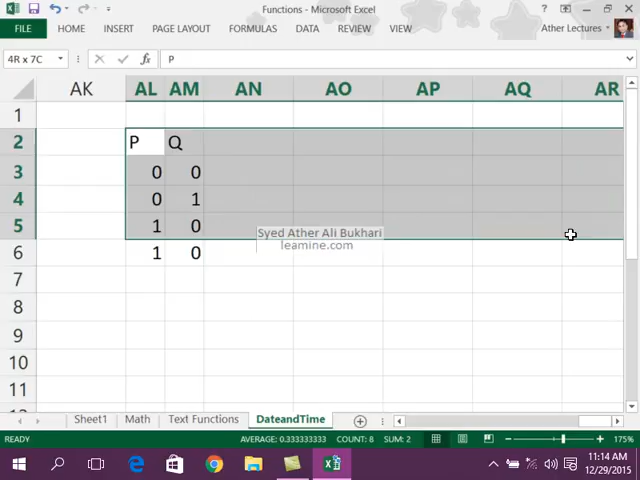 Functions - Microsoft Excel
FILE HOME INSERT PAGE LAYOUT FORMULAS DATA REVIEW VIEW Ather Lectures
4R x 7C fx P
AK AL AM AN AO AP AQ AR
1
2 P Q
3 0 0
4 0 1
5 1 0
Syed Ather Ali Bukhari
leamine.com
6 1 0
7
8
9
10
11
Sheet1 Math Text Functions DateandTime
AVERAGE: 0.333333333 COUNT: 8 SUM: 2 175%
11:14 AM
12/29/2015